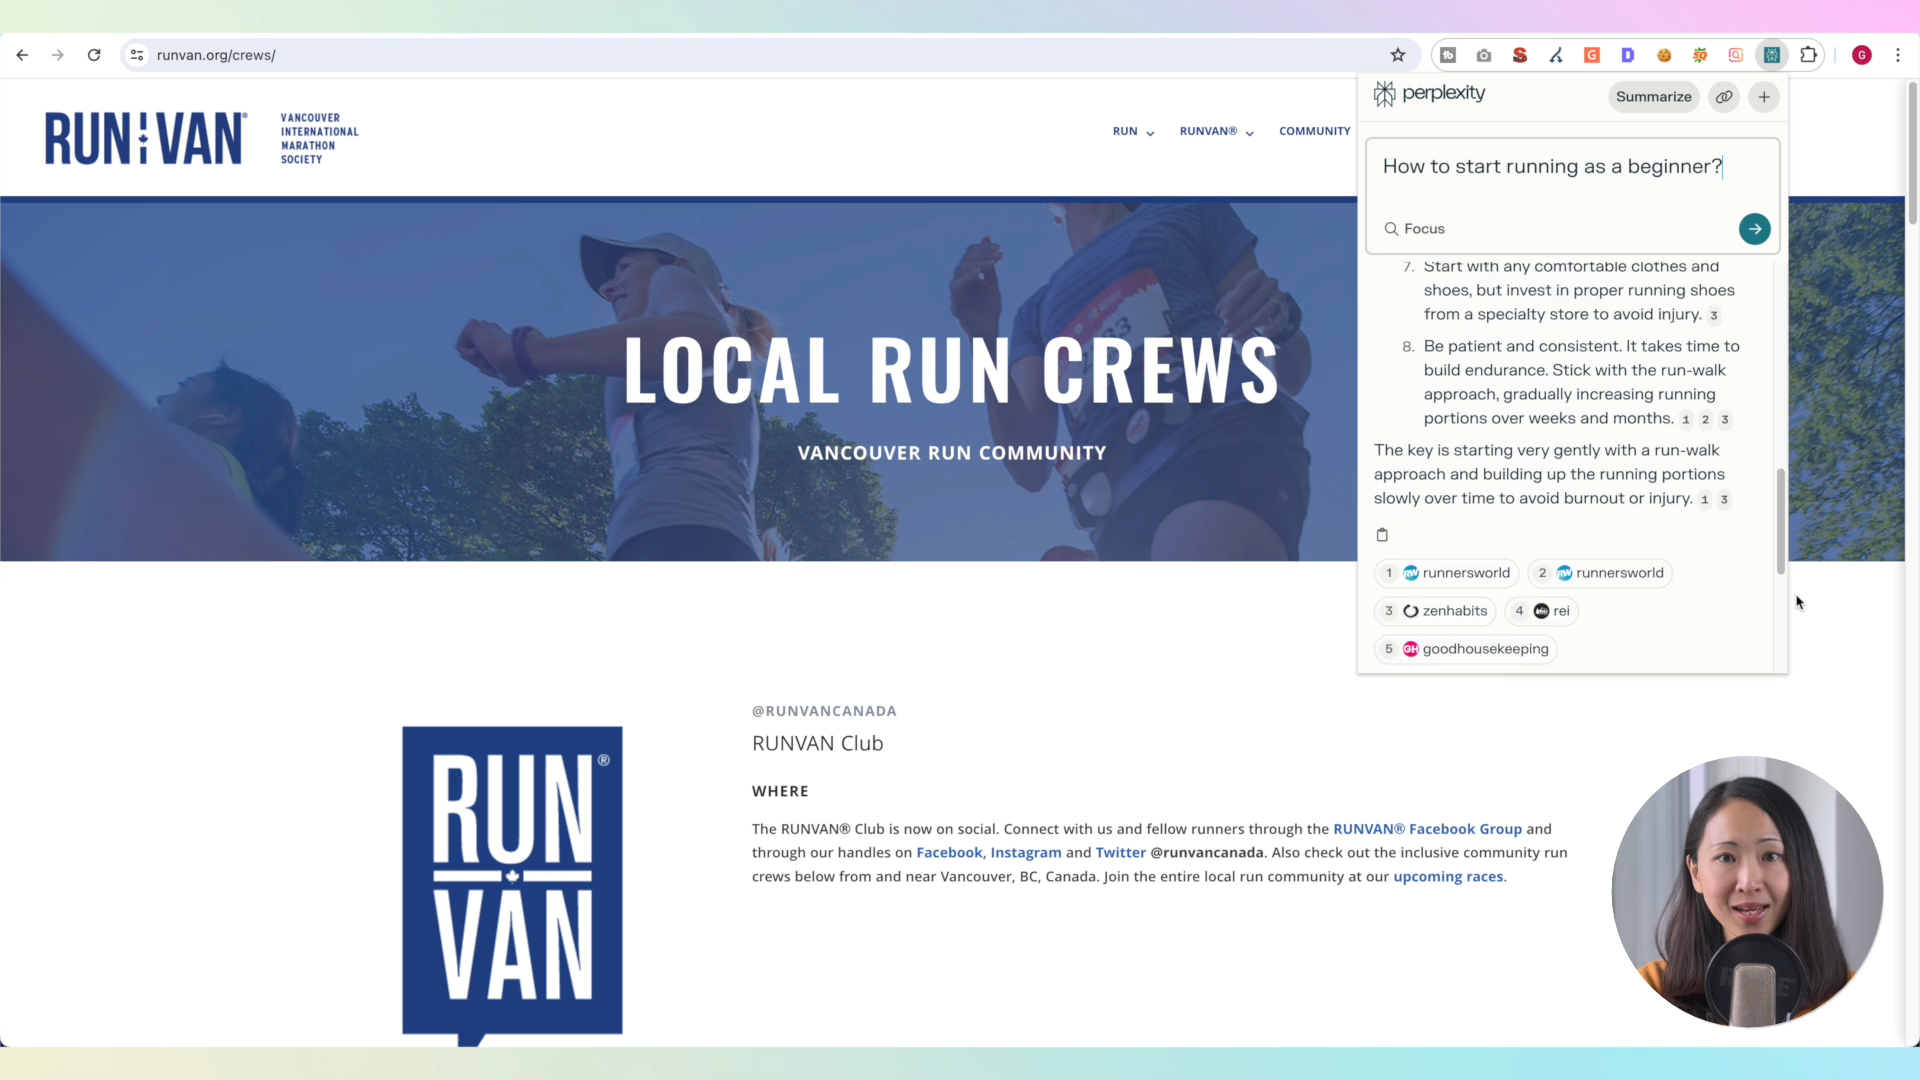 runvan.org/crews/
RUN VAN®
VANCOUVER
INTERNATIONAL
MARATHON
SOCIETY
RUN
RUNVAN®
COMMUNITY
perplexity
Summarize
How to start running as a beginner?
Focus
7. Start with any comfortable clothes and
shoes, but invest in proper running shoes
from a specialty store to avoid injury. 3
8. Be patient and consistent. It takes time to
build endurance. Stick with the run-walk
approach, gradually increasing running
portions over weeks and months. 1 2 3
The key is starting very gently with a run-walk
approach and building up the running portions
slowly over time to avoid burnout or injury. 1 3
1 RW runnersworld 2 RW runnersworld
3 zenhabits 4 rei
5 GH goodhousekeeping
LOCAL RUN CREWS
VANCOUVER RUN COMMUNITY
RUN
VAN
®
@RUNVANCANADA
RUNVAN Club
WHERE
The RUNVAN® Club is now on social. Connect with us and fellow runners through the RUNVAN® Facebook Group and
through our handles on Facebook, Instagram and Twitter @runvancanada. Also check out the inclusive community run
crews below from and near Vancouver, BC, Canada. Join the entire local run community at our upcoming races.